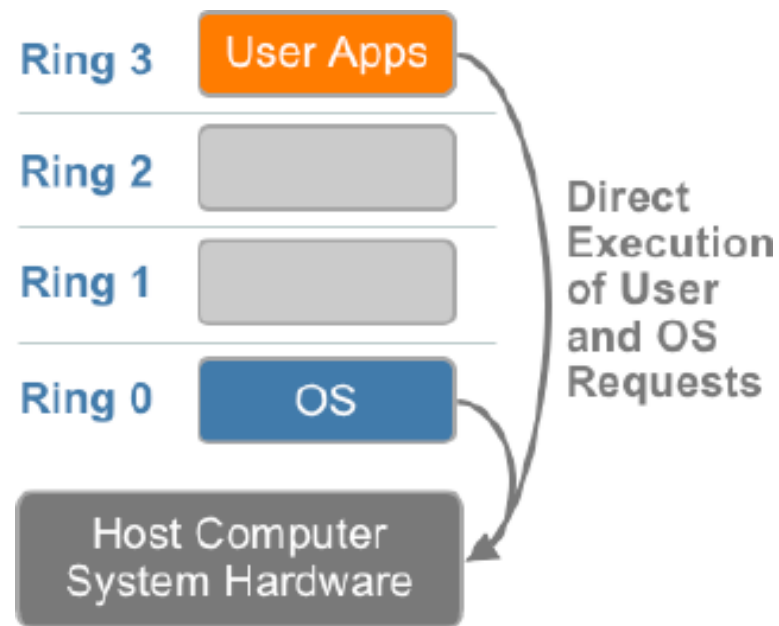 Ring 3
User Apps
Ring 2
Ring 1
Ring 0
OS
Direct
Execution
of User
and OS
Requests
Host Computer
System Hardware